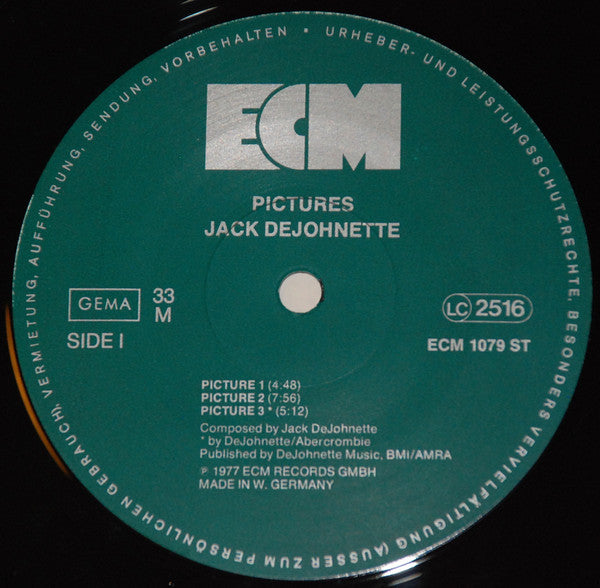 URHEBER- UND LEISTUNGSSCHUTZRECHTE, BESONDERS VERVIELFÄLTIGUNG (AUSSER ZUM PERSÖNLICHEN GEBRAUCH), VERMIETUNG, AUFFÜHRUNG, SENDUNG, VORBEHALTEN •
ECM
PICTURES
JACK DEJOHNETTE
GEMA 33
M
LC 2516
SIDE I
ECM 1079 ST
PICTURE 1 (4:48)
PICTURE 2 (7:56)
PICTURE 3 * (5:12)
Composed by Jack DeJohnette
* by DeJohnette/Abercrombie
Published by DeJohnette Music, BMI/AMRA
℗ 1977 ECM RECORDS GMBH
MADE IN W. GERMANY